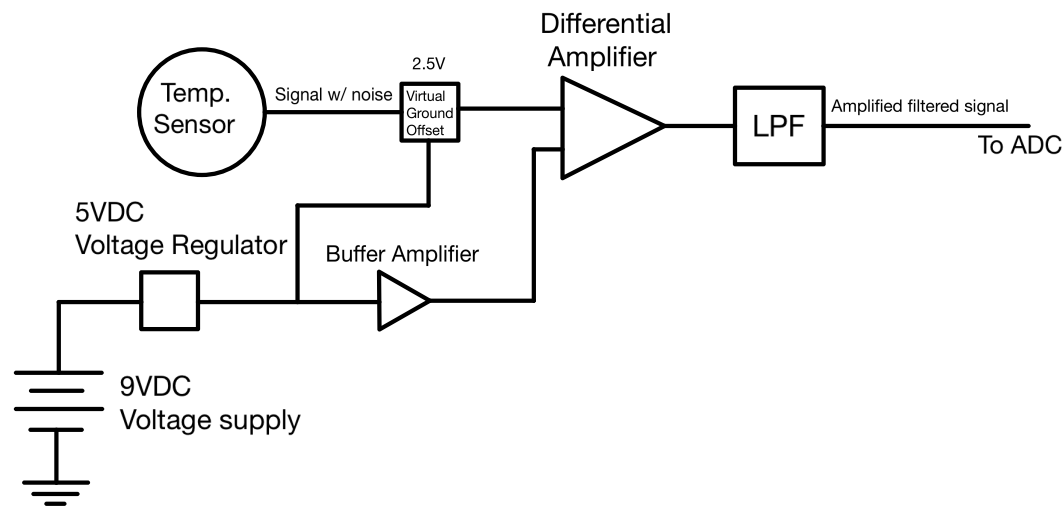 Differential
Amplifier
2.5V
Temp.
Sensor
Signal w/ noise
Virtual
Ground
Offset
LPF
Amplified filtered signal
To ADC
5VDC
Voltage Regulator
Buffer Amplifier
9VDC
Voltage supply